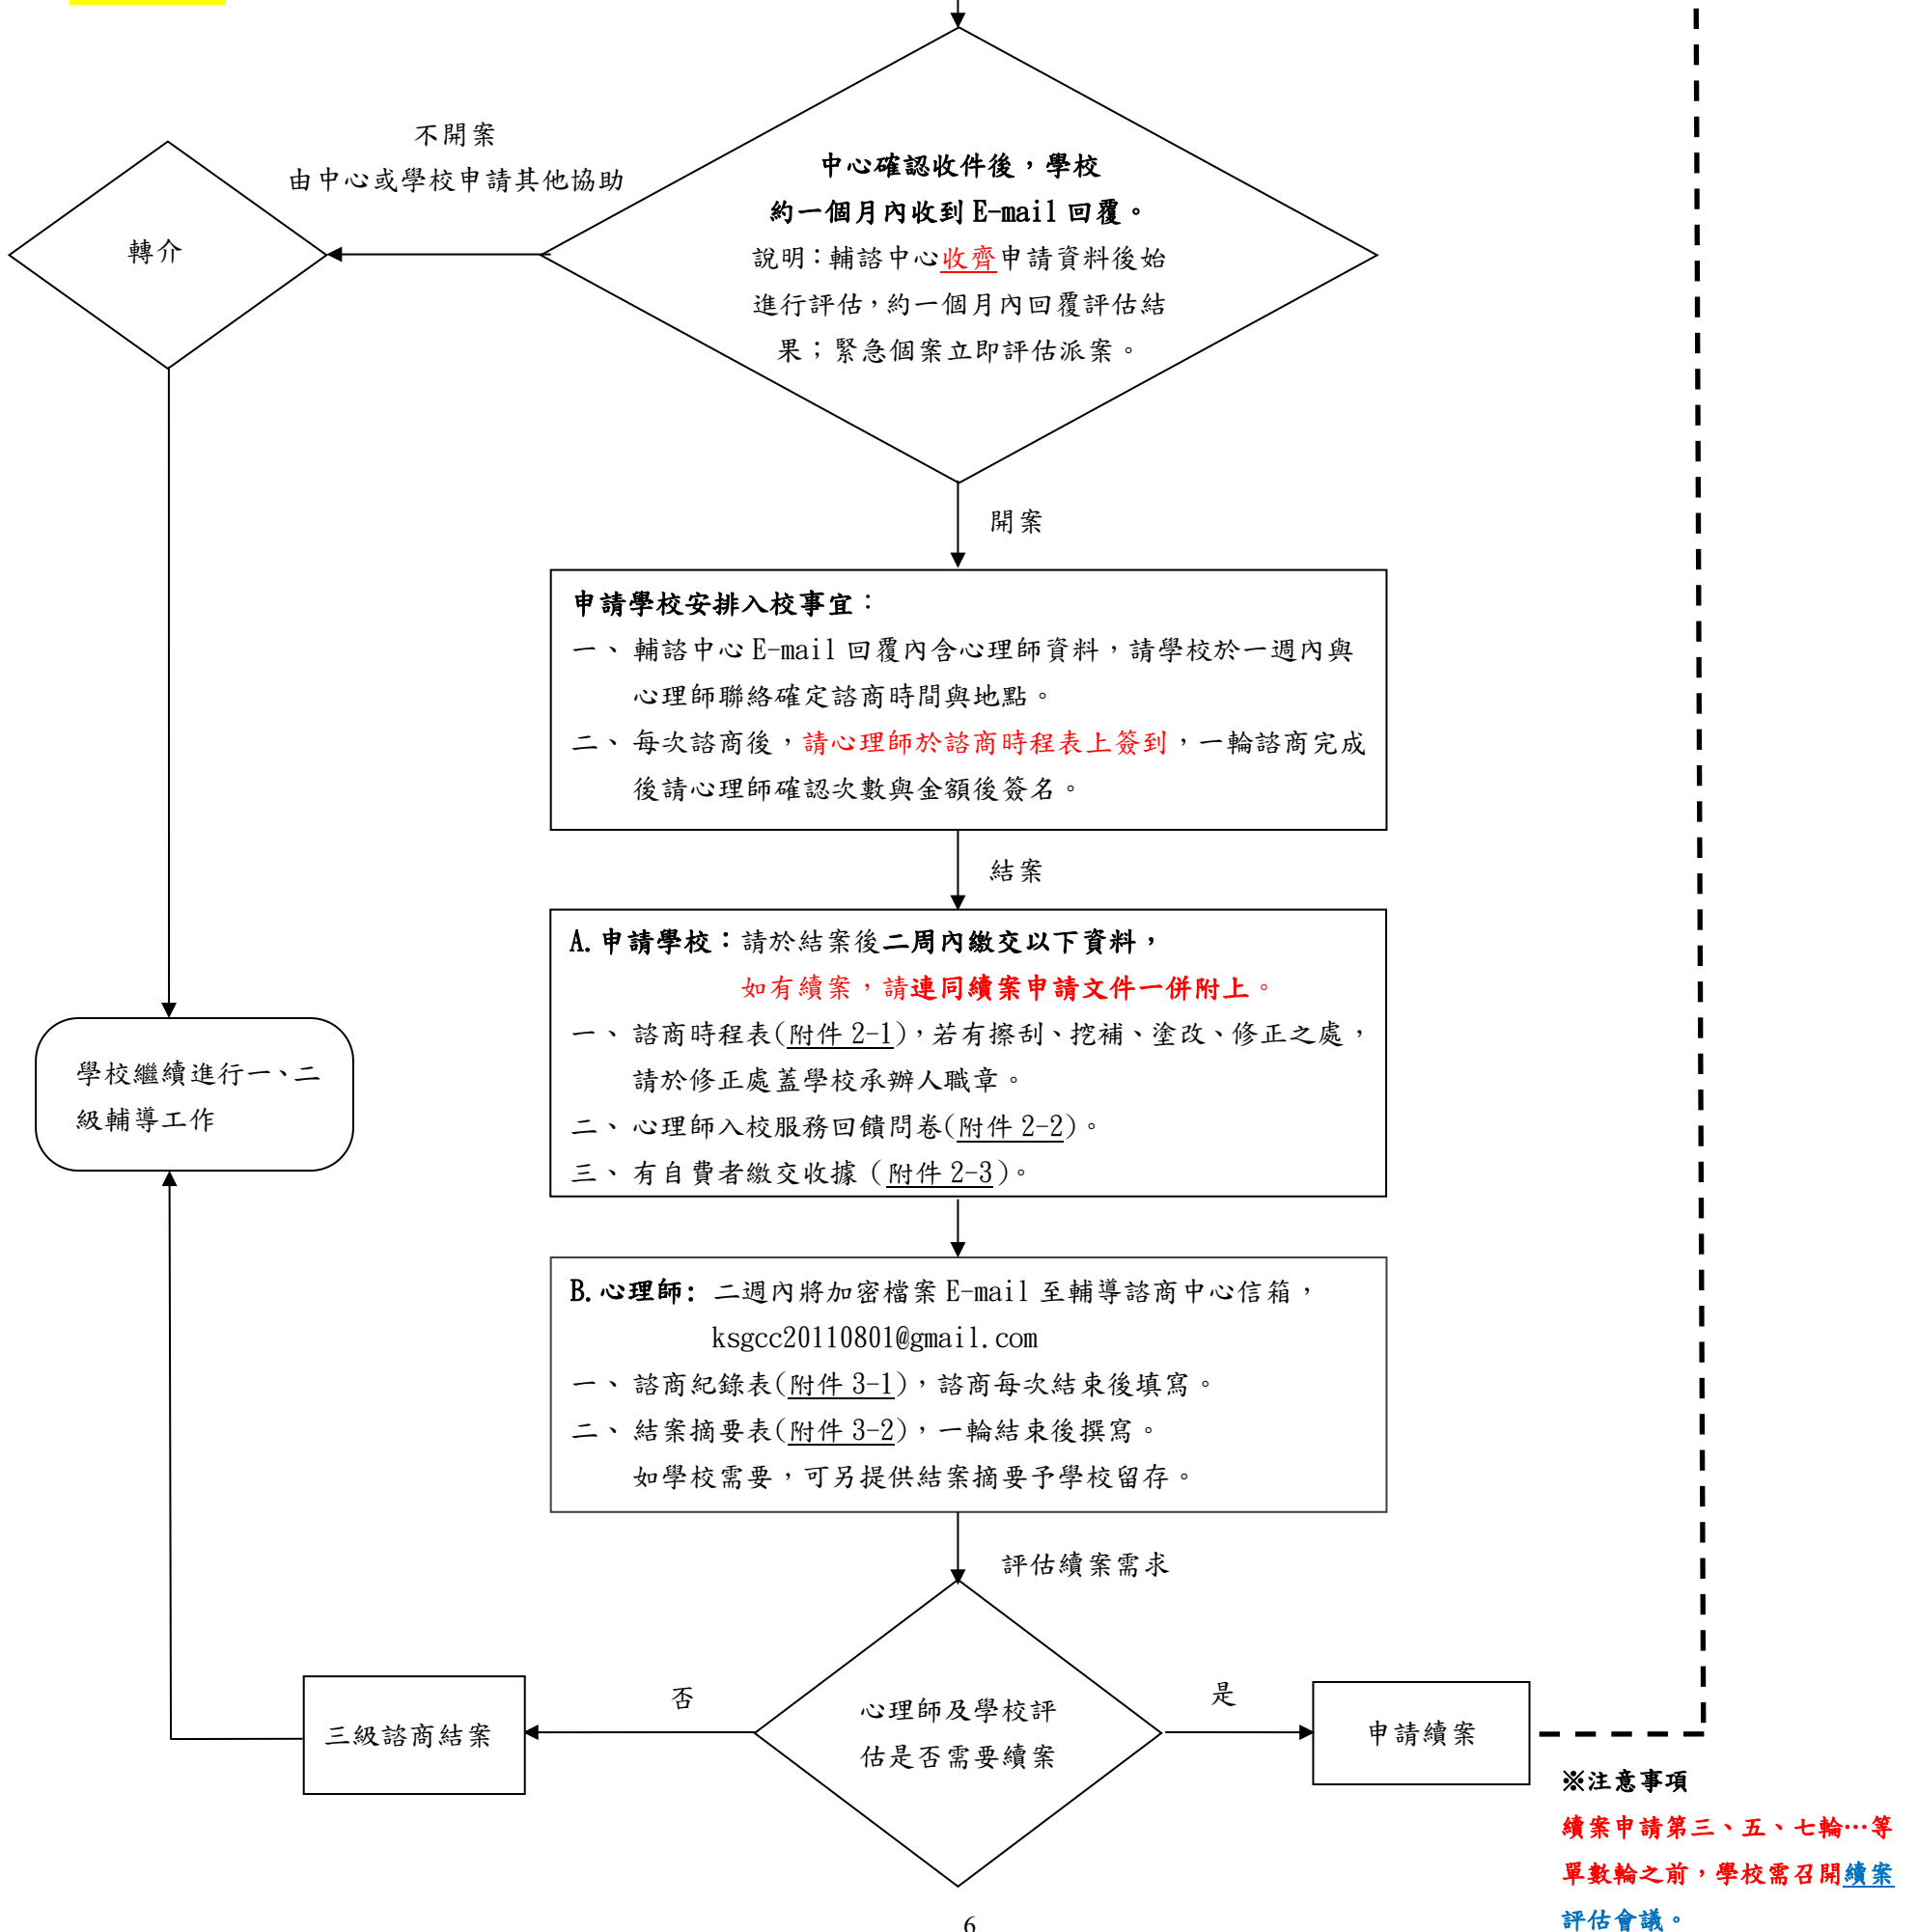 不開案
由中心或學校申請其他協助
轉介
中心確認收件後，學校
約一個月內收到 E-mail 回覆。
說明：輔諮中心收齊申請資料後始
進行評估，約一個月內回覆評估結
果；緊急個案立即評估派案。
開案
申請學校安排入校事宜：
一、 輔諮中心 E-mail 回覆內含心理師資料，請學校於一週內與
心理師聯絡確定諮商時間與地點。
二、 每次諮商後，請心理師於諮商時程表上簽到，一輪諮商完成
後請心理師確認次數與金額後簽名。
結案
A.申請學校：請於結案後二周內繳交以下資料，
如有續案，請連同續案申請文件一併附上。
一、 諮商時程表(附件 2-1)，若有擦刮、挖補、塗改、修正之處，
請於修正處蓋學校承辦人職章。
二、 心理師入校服務回饋問卷(附件 2-2)。
三、 有自費者繳交收據（附件 2-3）。
學校繼續進行一、二
級輔導工作
B.心理師: 二週內將加密檔案 E-mail 至輔導諮商中心信箱，
ksgcc20110801@gmail.com
一、 諮商紀錄表(附件 3-1)，諮商每次結束後填寫。
二、 結案摘要表(附件 3-2)，一輪結束後撰寫。
如學校需要，可另提供結案摘要予學校留存。
評估續案需求
心理師及學校評
估是否需要續案
否
是
三級諮商結案
申請續案
※注意事項
續案申請第三、五、七輪…等
單數輪之前，學校需召開續案
評估會議。
6